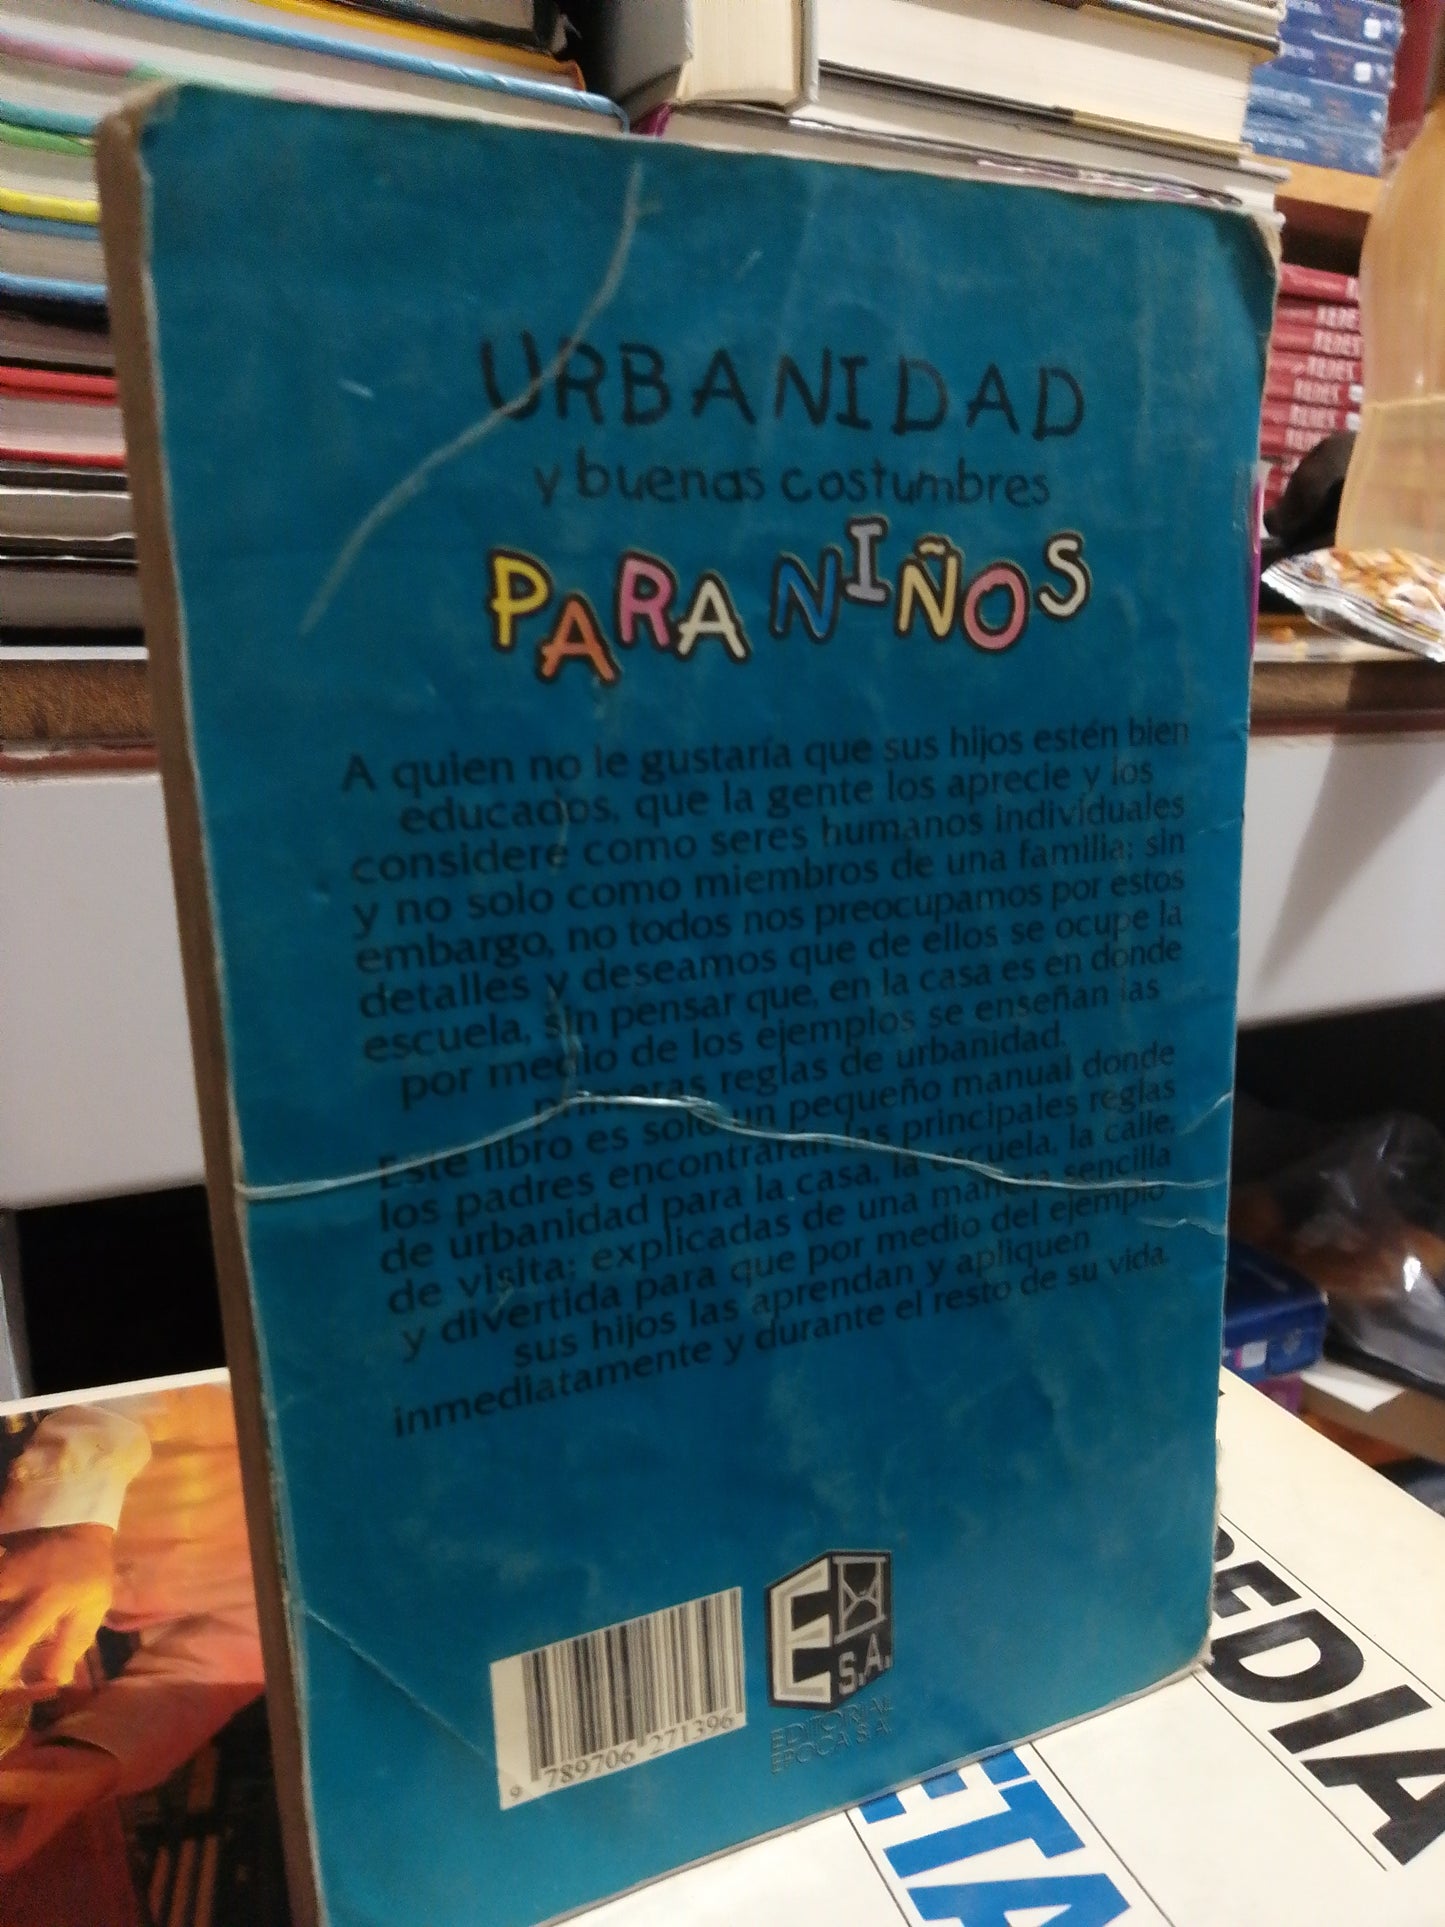 URBANIDAD
y buenas costumbres
PARA NIÑOS
A quien no le gustaría que sus hijos estén bien
educados, que la gente los aprecie y los
considere como seres humanos individuales
y no solo como miembros de una familia; sin
embargo, no todos nos preocupamos por estos
detalles y deseamos que de ellos se ocupe la
escuela, sin pensar que, en la casa es en donde
por medio de los ejemplos se enseñan las
primeras reglas de urbanidad.
Este libro es solo un pequeño manual donde
los padres encontrarán las principales reglas
de urbanidad para la casa, la escuela, la calle,
de visita; explicadas de una manera sencilla
y divertida para que por medio del ejemplo
sus hijos las aprendan y apliquen
inmediatamente y durante el resto de su vida.
9 789706 271396
E S.A.
EDITORIAL
EPOCA S.A.
EDIA
ETA